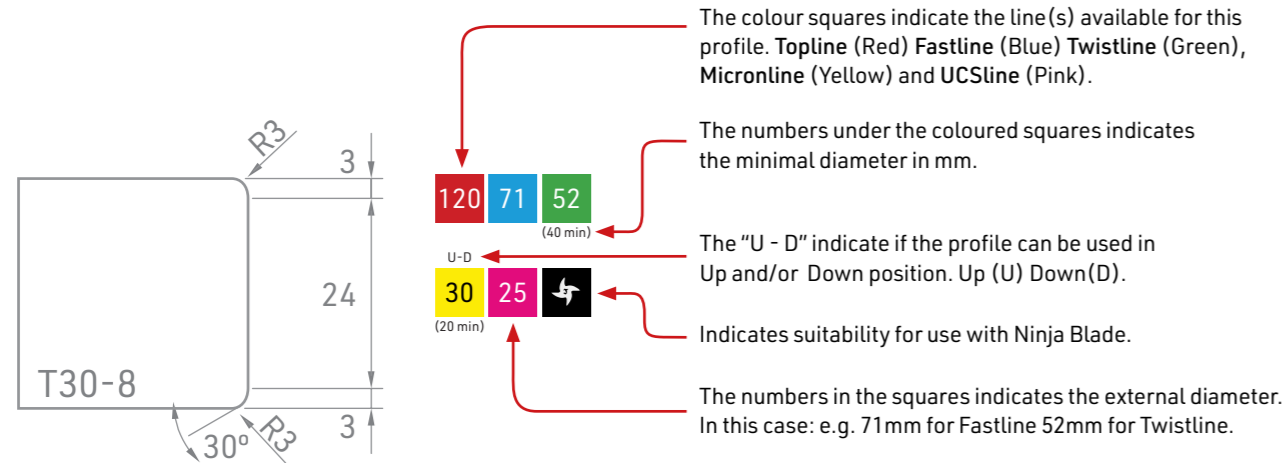 The colour squares indicate the line(s) available for this
profile. Topline (Red) Fastline (Blue) Twistline (Green),
Micronline (Yellow) and UCSline (Pink).
The numbers under the coloured squares indicates
the minimal diameter in mm.
The “U - D” indicate if the profile can be used in
Up and/or Down position. Up (U) Down(D).
Indicates suitability for use with Ninja Blade.
The numbers in the squares indicates the external diameter.
In this case: e.g. 71mm for Fastline 52mm for Twistline.
R3
3
24
T30-8
30º
R3
3
120 71 52
(40 min)
U-D
30 25
(20 min)